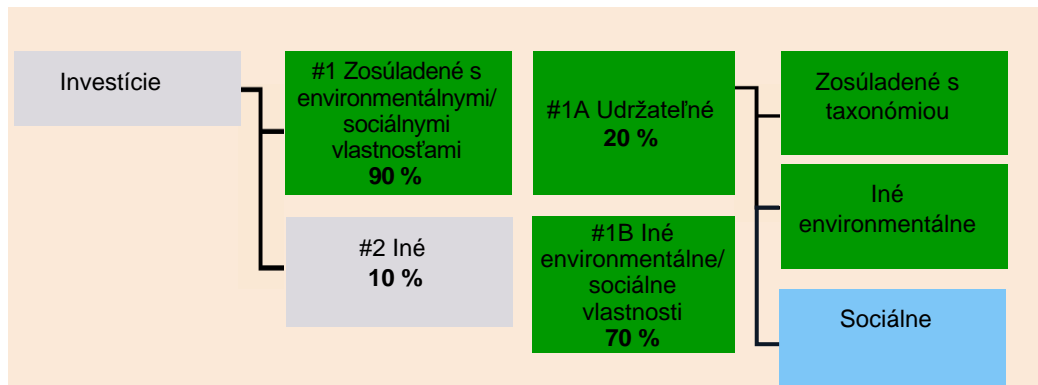 Investície
#1 Zosúladené s
environmentálnymi/
sociálnymi
vlastnosťami
90 %
#2 Iné
10 %
#1A Udržateľné
20 %
#1B Iné
environmentálne/
sociálne
vlastnosti
70 %
Zosúladené s
taxonómiou
Iné
environmentálne
Sociálne